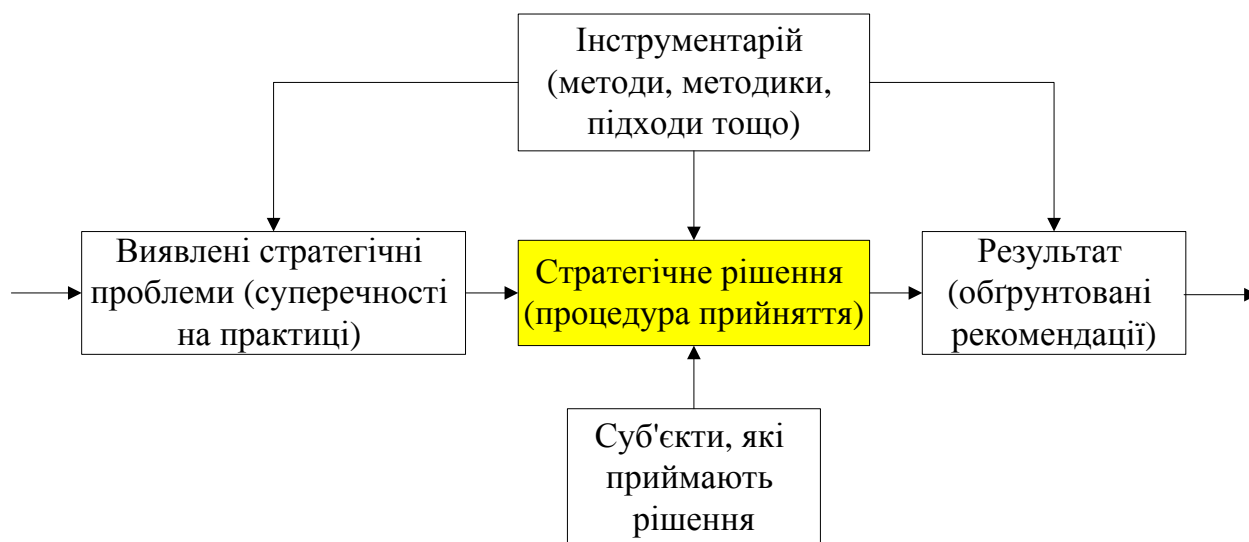 Інструментарій
(методи, методики,
підходи тощо)
Виявлені стратегічні
проблеми (суперечності
на практиці)
Стратегічне рішення
(процедура прийняття)
Результат
(обґрунтовані
рекомендації)
Суб'єкти, які
приймають
рішення